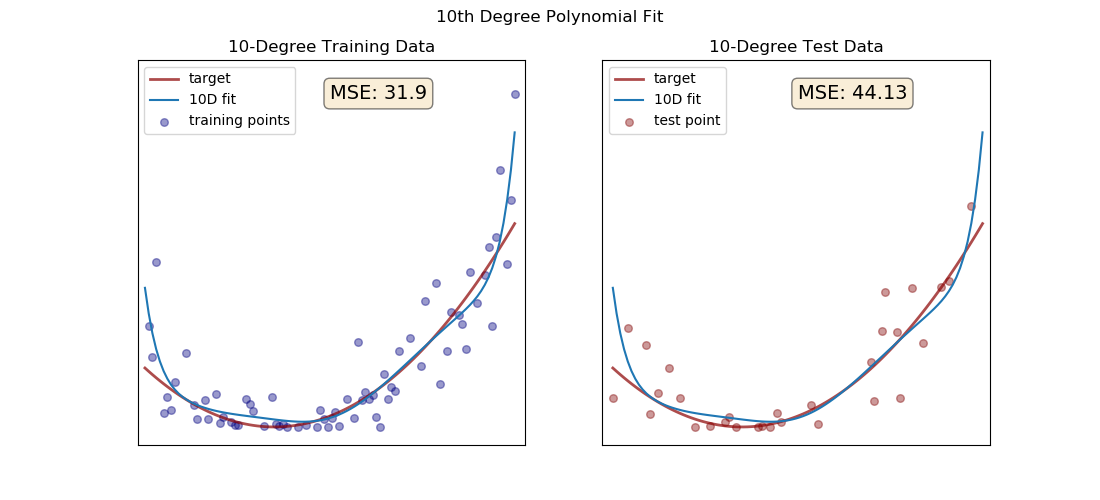 10th Degree Polynomial Fit
10-Degree Training Data
target
10D fit
training points
MSE: 31.9
10-Degree Test Data
target
10D fit
test point
MSE: 44.13